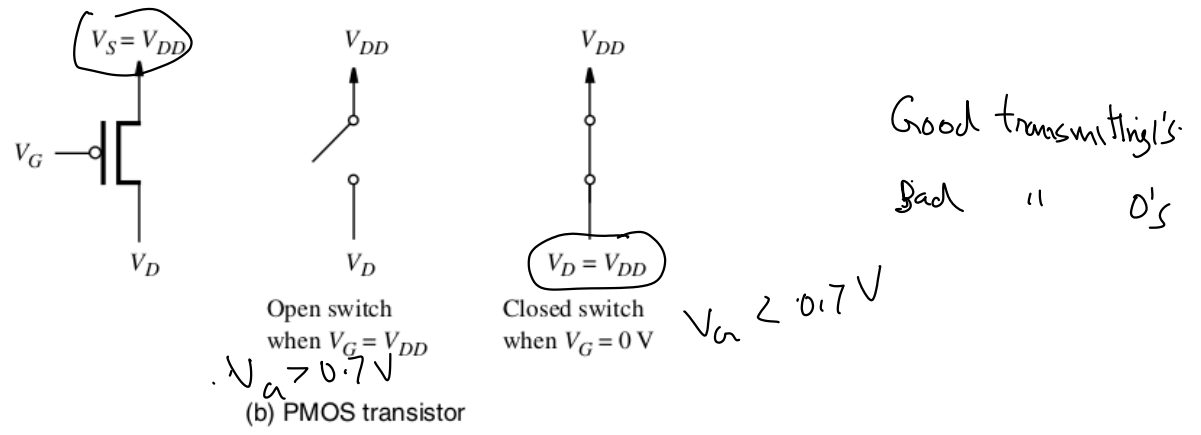 V_S = V_DD
V_DD
V_DD
V_G
V_D
V_D
V_D = V_DD
Good transmitting 1's.
Bad " 0's
Open switch
when V_G = V_DD
Closed switch
when V_G = 0 V
V_G < 0.7 V
. V_G > 0.7 V
(b) PMOS transistor